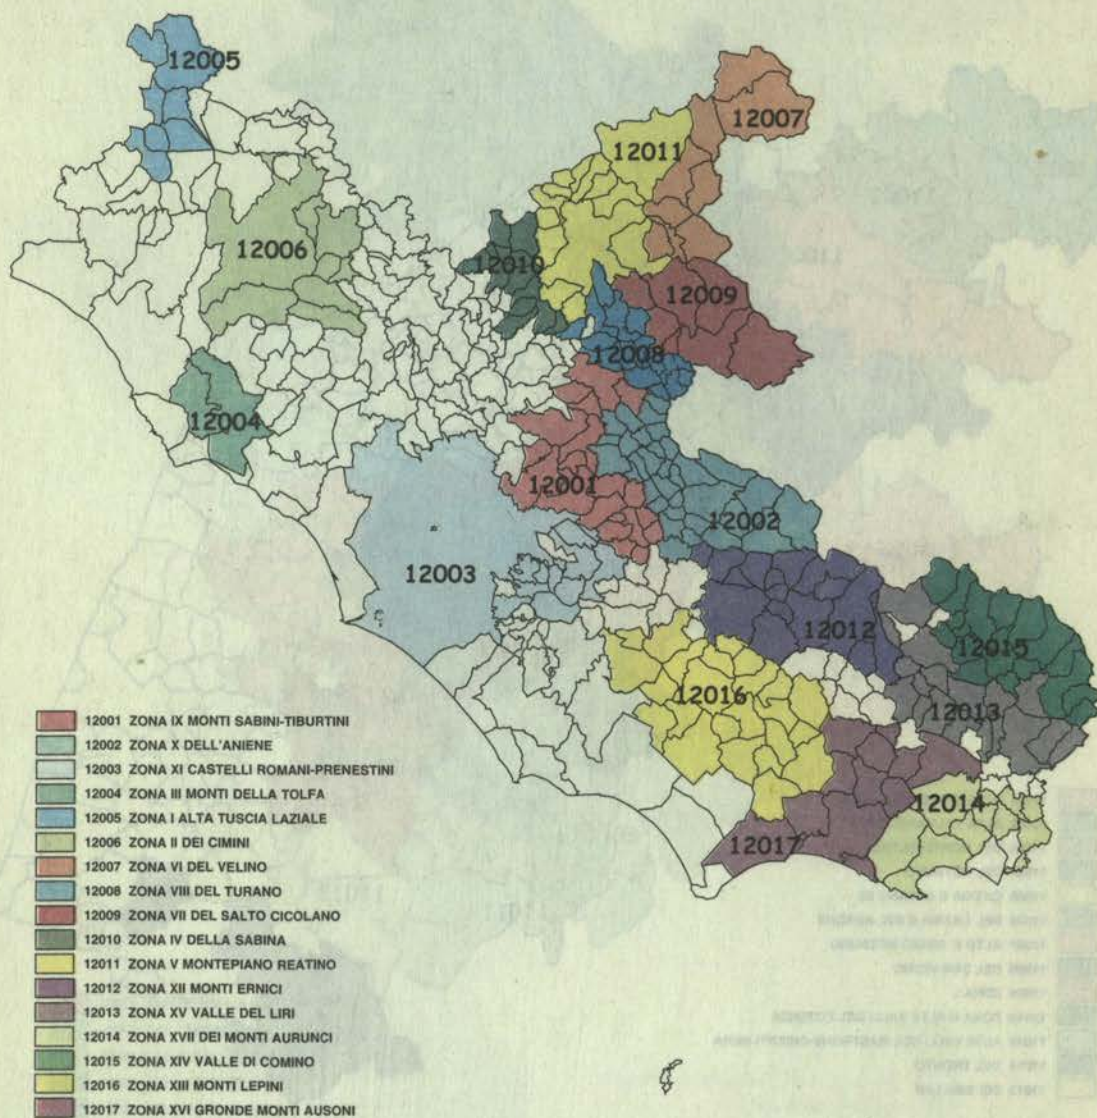 12005
12007
12011
12006
12010
12009
12008
12004
12001
12002
12003
12012
12015
12016
12013
12014
12017
12001 ZONA IX MONTI SABINI-TIBURTINI
12002 ZONA X DELL'ANIENE
12003 ZONA XI CASTELLI ROMANI-PRENESTINI
12004 ZONA III MONTI DELLA TOLFA
12005 ZONA I ALTA TUSCIA LAZIALE
12006 ZONA II DEI CIMINI
12007 ZONA VI DEL VELINO
12008 ZONA VIII DEL TURANO
12009 ZONA VII DEL SALTO CICOLANO
12010 ZONA IV DELLA SABINA
12011 ZONA V MONTEPIANO REATINO
12012 ZONA XII MONTI ERNICI
12013 ZONA XV VALLE DEL LIRI
12014 ZONA XVII DEI MONTI AURUNCI
12015 ZONA XIV VALLE DI COMINO
12016 ZONA XIII MONTI LEPINI
12017 ZONA XVI GRONDE MONTI AUSONI